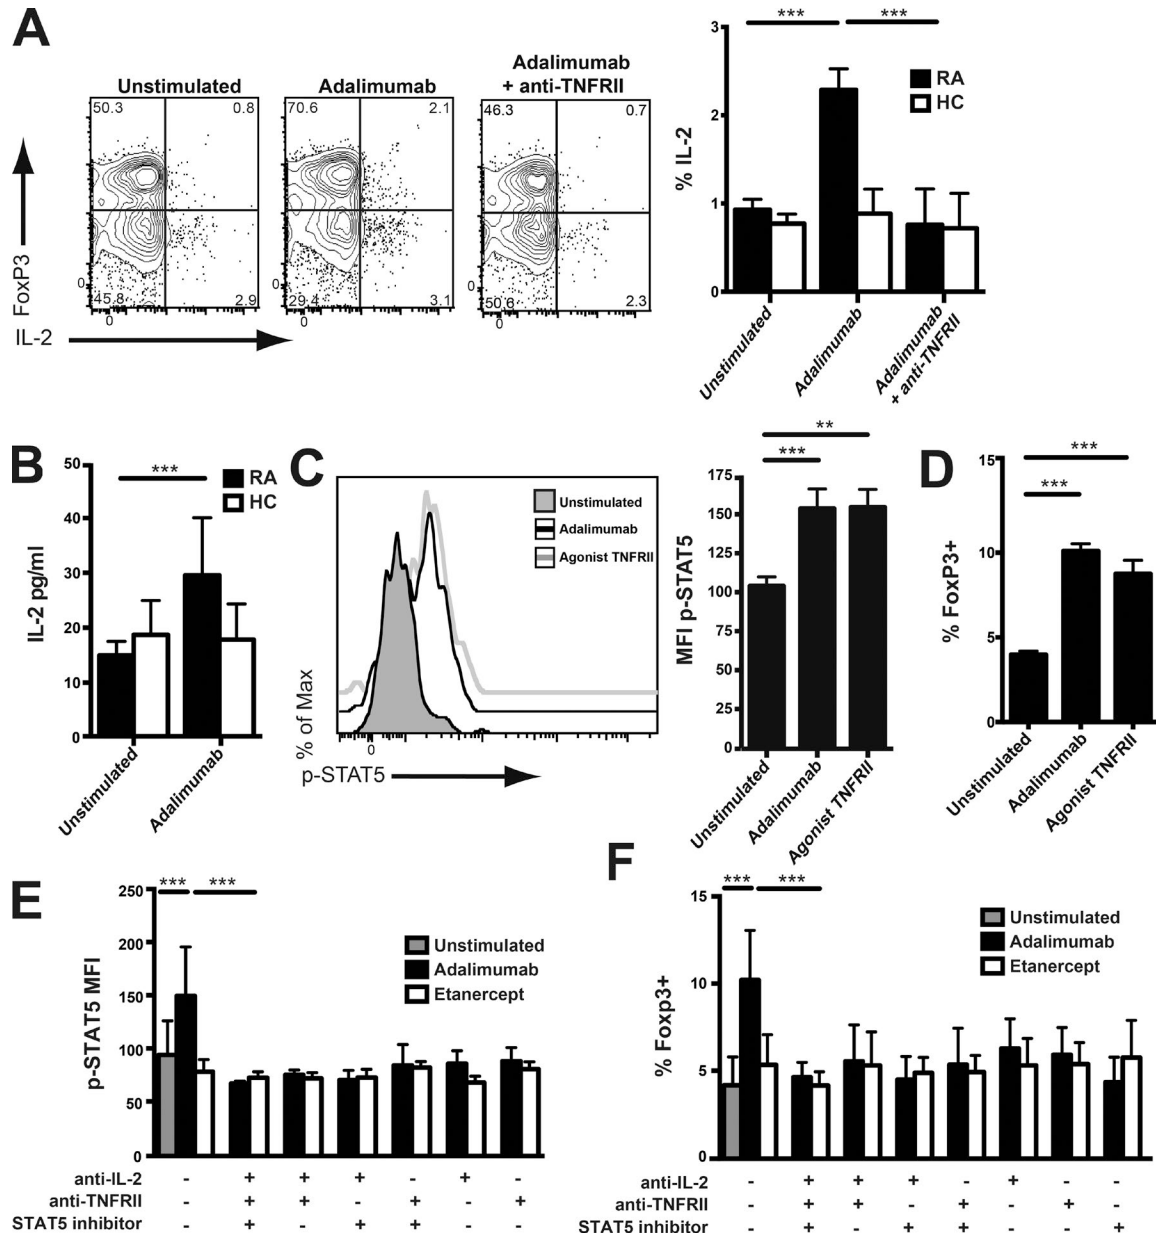 A
Unstimulated
Adalimumab
Adalimumab
+ anti-TNFRII
50.3 0.8
70.6 2.1
46.3 0.7
45.8 2.9
29.4 3.1
50.6 2.3
0 0 0
0 0 0
FoxP3
IL-2
*** ***
RA
HC
% IL-2
3
2
1
0
Unstimulated
Adalimumab
Adalimumab
+ anti-TNFRII
B
***
RA
HC
IL-2 pg/ml
50
40
30
20
10
0
Unstimulated
Adalimumab
C
Unstimulated
Adalimumab
Agonist TNFRII
% of Max
0
p-STAT5
**
***
MFI p-STAT5
175
150
125
100
75
50
25
0
Unstimulated
Adalimumab
Agonist TNFRII
D
***
***
% FoxP3+
15
10
5
0
Unstimulated
Adalimumab
Agonist TNFRII
E
*** ***
Unstimulated
Adalimumab
Etanercept
p-STAT5 MFI
250
200
150
100
50
0
anti-IL-2 - + + + - + -
anti-TNFRII - + + - + - +
STAT5 inhibitor - + - + + - -
F
*** ***
Unstimulated
Adalimumab
Etanercept
% Foxp3+
15
10
5
0
anti-IL-2 - + + + - + - -
anti-TNFRII - + + - + - + -
STAT5 inhibitor - + - + + - - +